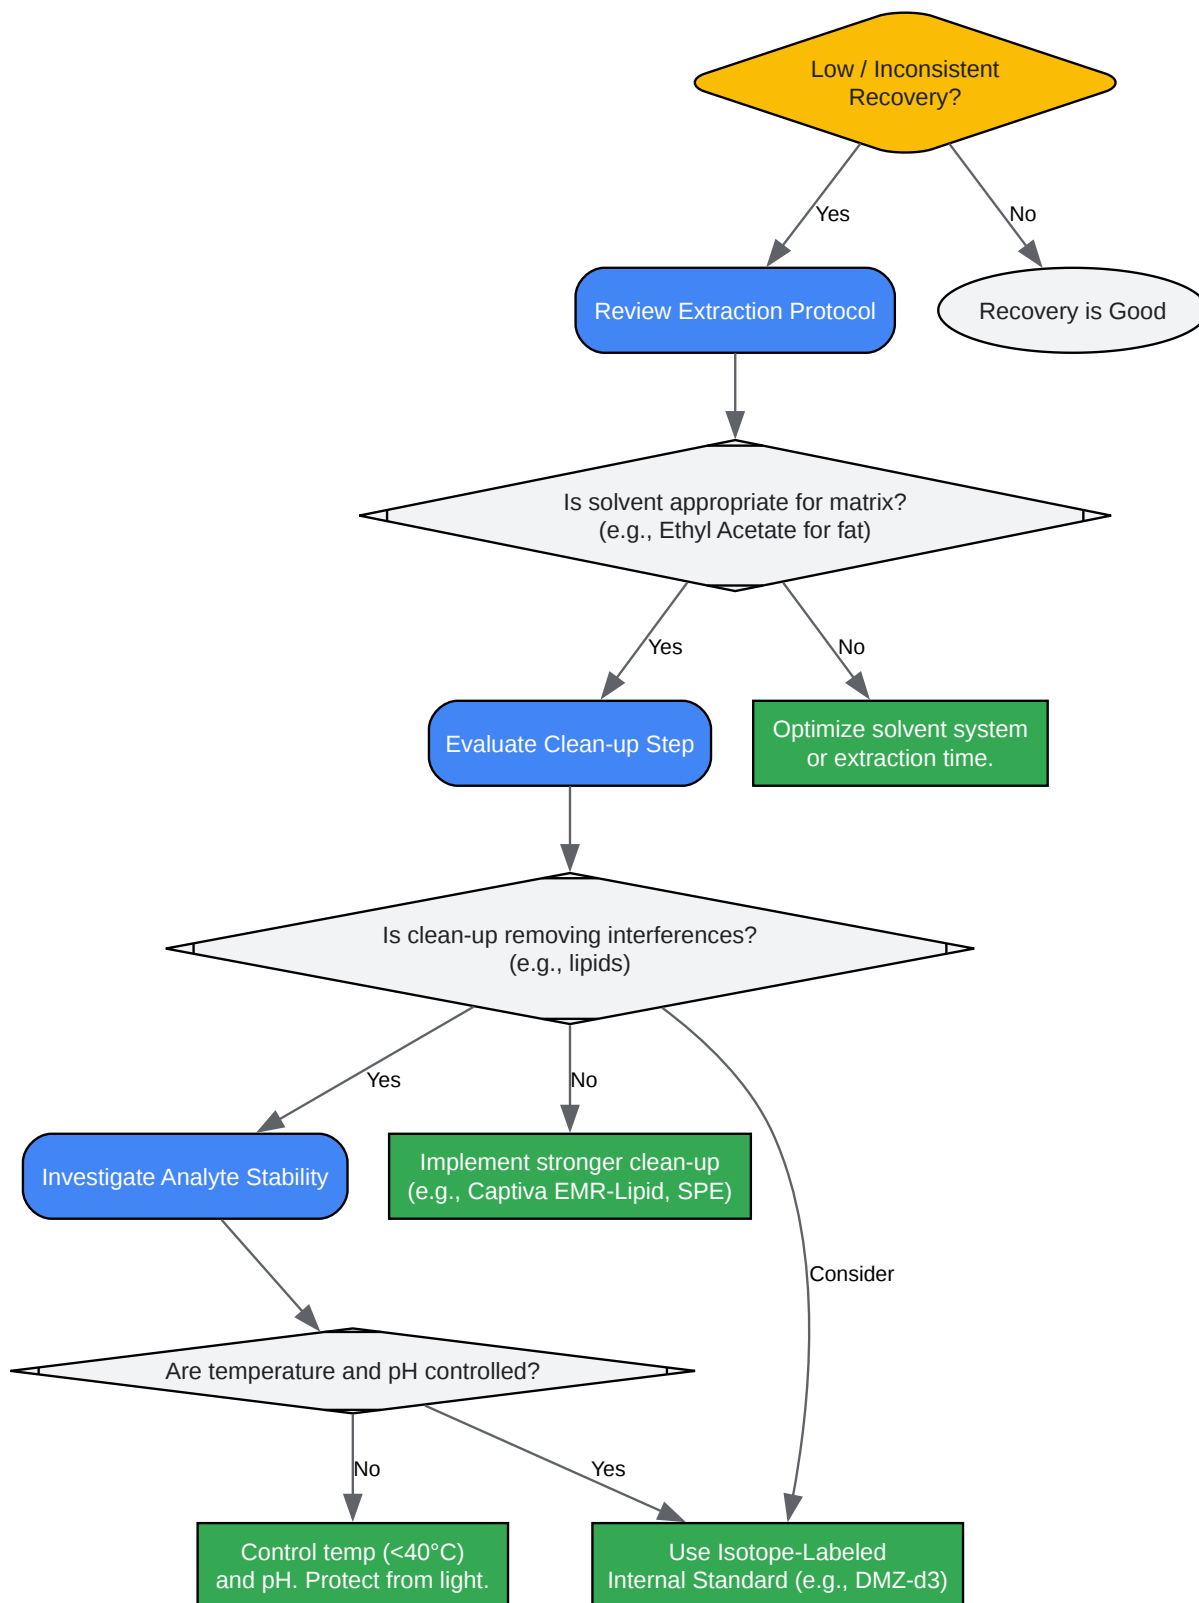 Low / Inconsistent
Recovery?
Yes
No
Review Extraction Protocol
Recovery is Good
Is solvent appropriate for matrix?
(e.g., Ethyl Acetate for fat)
Yes
No
Evaluate Clean-up Step
Optimize solvent system
or extraction time.
Is clean-up removing interferences?
(e.g., lipids)
Yes
No
Investigate Analyte Stability
Implement stronger clean-up
(e.g., Captiva EMR-Lipid, SPE)
Consider
Are temperature and pH controlled?
No
Yes
Control temp (<40°C)
and pH. Protect from light.
Use Isotope-Labeled
Internal Standard (e.g., DMZ-d3)